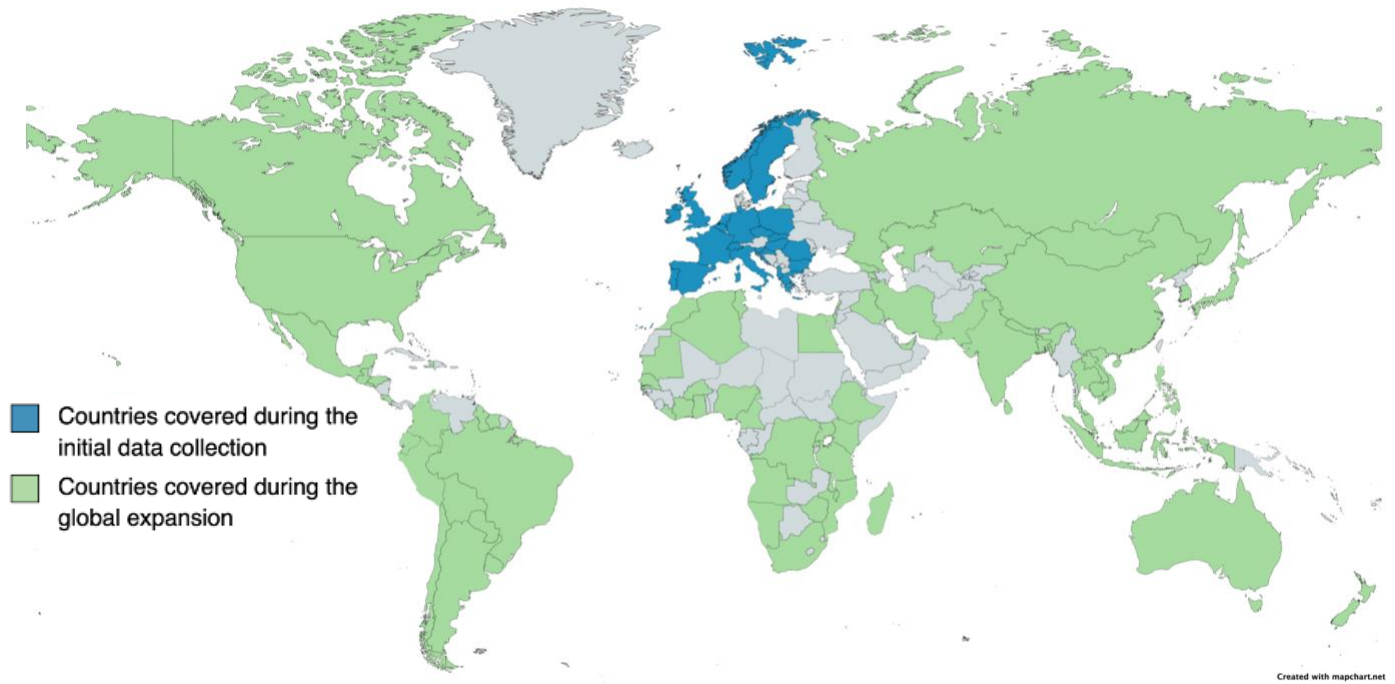 Countries covered during the
initial data collection
Countries covered during the
global expansion
Created with mapchart.net